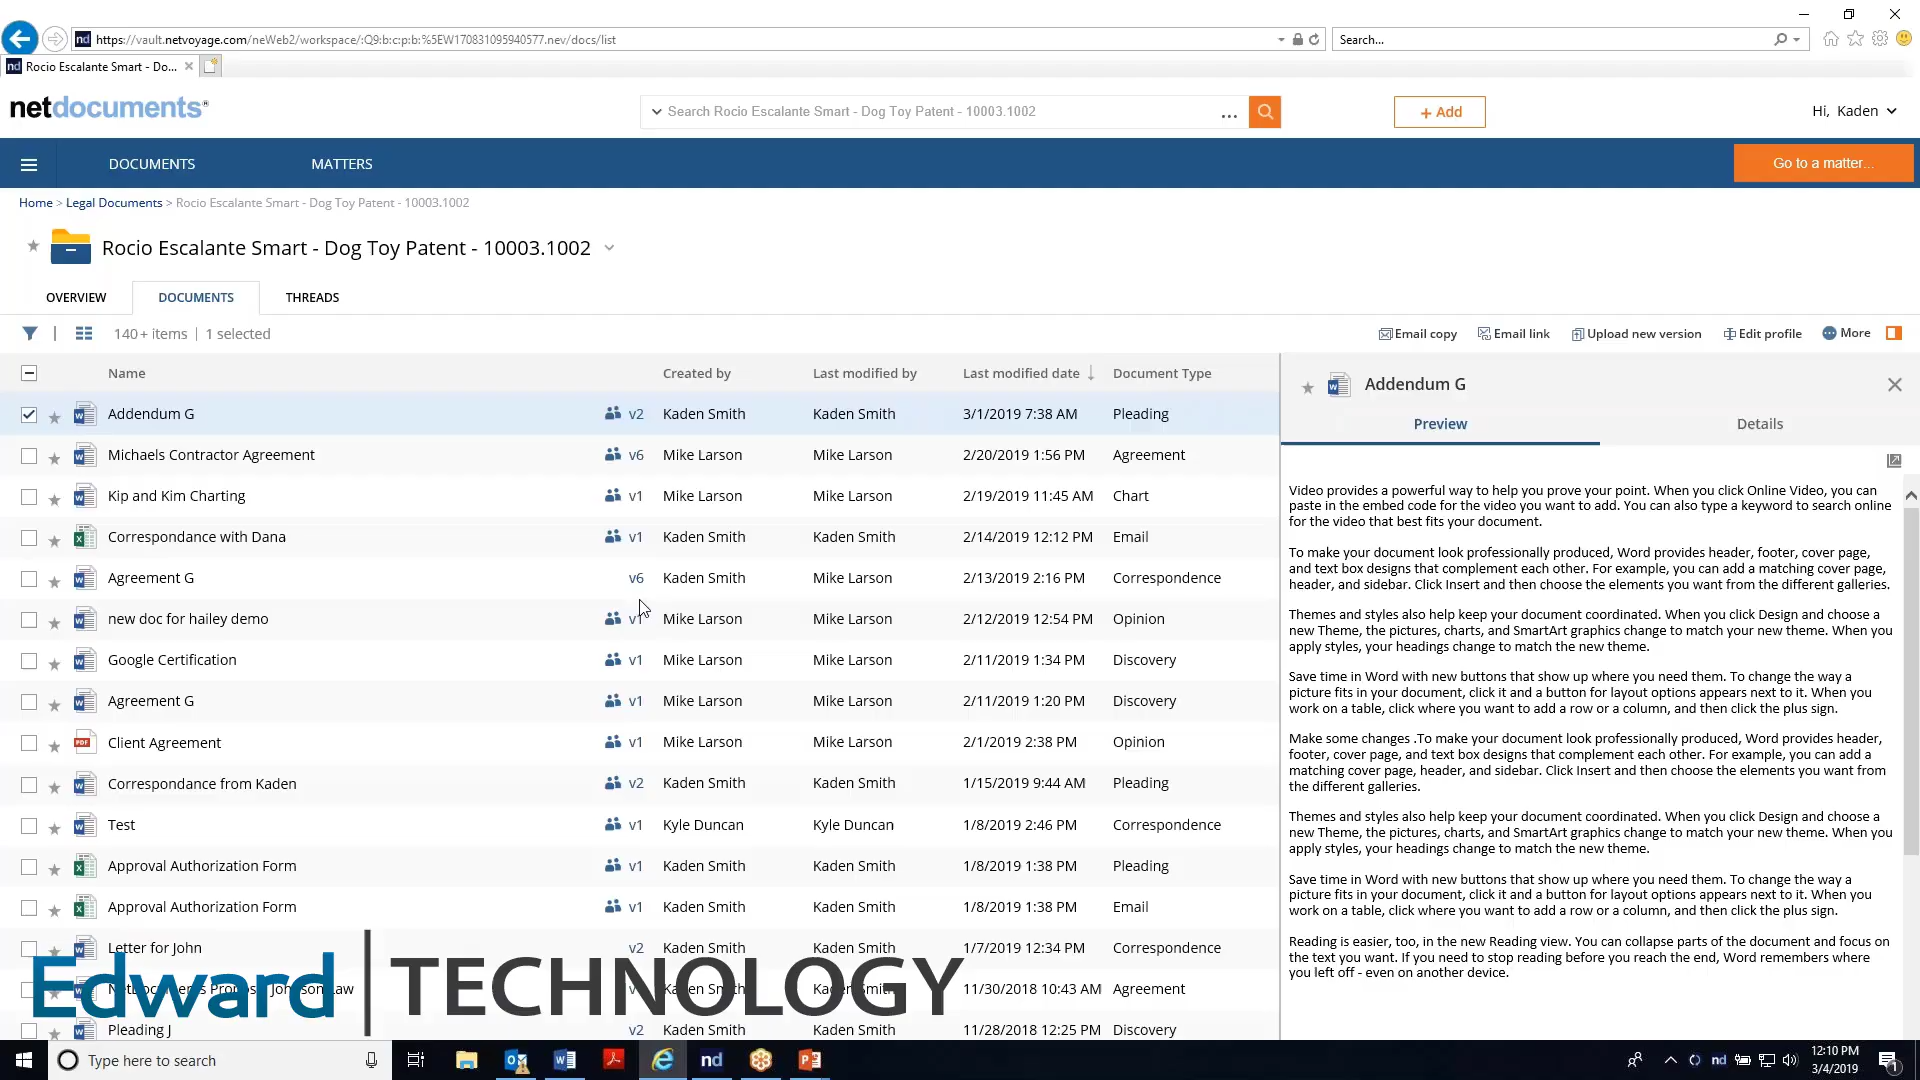 https://vault.netvoyage.com/neWeb2/workspace/:Q9:b:c:p:b:%5EW170831095940577.nev/docs/list
Search...
nd Rocio Escalante Smart - Do...
netdocuments®
Search Rocio Escalante Smart - Dog Toy Patent - 10003.1002
...
+ Add
Hi, Kaden
DOCUMENTS
MATTERS
Go to a matter...
Home > Legal Documents > Rocio Escalante Smart - Dog Toy Patent - 10003.1002
Rocio Escalante Smart - Dog Toy Patent - 10003.1002
OVERVIEW
DOCUMENTS
THREADS
140+ items | 1 selected
Email copy
Email link
Upload new version
Edit profile
More
Name Created by Last modified by Last modified date Document Type
Addendum G v2 Kaden Smith Kaden Smith 3/1/2019 7:38 AM Pleading
Michaels Contractor Agreement v6 Mike Larson Mike Larson 2/20/2019 1:56 PM Agreement
Kip and Kim Charting v1 Mike Larson Mike Larson 2/19/2019 11:45 AM Chart
Correspondance with Dana v1 Kaden Smith Kaden Smith 2/14/2019 12:12 PM Email
Agreement G v6 Kaden Smith Mike Larson 2/13/2019 2:16 PM Correspondence
new doc for hailey demo v1 Mike Larson Mike Larson 2/12/2019 12:54 PM Opinion
Google Certification v1 Mike Larson Mike Larson 2/11/2019 1:34 PM Discovery
Agreement G v1 Mike Larson Mike Larson 2/11/2019 1:20 PM Discovery
Client Agreement v1 Mike Larson Mike Larson 2/1/2019 2:38 PM Opinion
Correspondance from Kaden v2 Kaden Smith Kaden Smith 1/15/2019 9:44 AM Pleading
Test v1 Kyle Duncan Kyle Duncan 1/8/2019 2:46 PM Correspondence
Approval Authorization Form v1 Kaden Smith Kaden Smith 1/8/2019 1:38 PM Pleading
Approval Authorization Form v1 Kaden Smith Kaden Smith 1/8/2019 1:38 PM Email
Letter for John v2 Kaden Smith Kaden Smith 1/7/2019 12:34 PM Correspondence
Law 11/30/2018 10:43 AM Agreement
Pleading J v2 Kaden Smith Kaden Smith 11/28/2018 12:25 PM Discovery
Edward TECHNOLOGY
Addendum G
Preview
Details
Video provides a powerful way to help you prove your point. When you click Online Video, you can
paste in the embed code for the video you want to add. You can also type a keyword to search online
for the video that best fits your document.
To make your document look professionally produced, Word provides header, footer, cover page,
and text box designs that complement each other. For example, you can add a matching cover page,
header, and sidebar. Click Insert and then choose the elements you want from the different galleries.
Themes and styles also help keep your document coordinated. When you click Design and choose a
new Theme, the pictures, charts, and SmartArt graphics change to match your new theme. When you
apply styles, your headings change to match the new theme.
Save time in Word with new buttons that show up where you need them. To change the way a
picture fits in your document, click it and a button for layout options appears next to it. When you
work on a table, click where you want to add a row or a column, and then click the plus sign.
Make some changes .To make your document look professionally produced, Word provides header,
footer, cover page, and text box designs that complement each other. For example, you can add a
matching cover page, header, and sidebar. Click Insert and then choose the elements you want from
the different galleries.
Themes and styles also help keep your document coordinated. When you click Design and choose a
new Theme, the pictures, charts, and SmartArt graphics change to match your new theme. When you
apply styles, your headings change to match the new theme.
Save time in Word with new buttons that show up where you need them. To change the way a
picture fits in your document, click it and a button for layout options appears next to it. When you
work on a table, click where you want to add a row or a column, and then click the plus sign.
Reading is easier, too, in the new Reading view. You can collapse parts of the document and focus on
the text you want. If you need to stop reading before you reach the end, Word remembers where
you left off - even on another device.
Type here to search
nd
nd
12:10 PM
3/4/2019
1